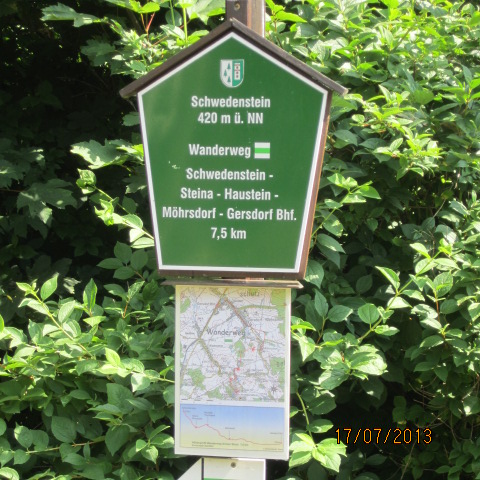 Schwedenstein
420 m ü. NN
Wanderweg
Schwedenstein -
Steina - Haustein -
Möhrsdorf - Gersdorf Bhf.
7,5 km
Wanderweg
17/07/2013